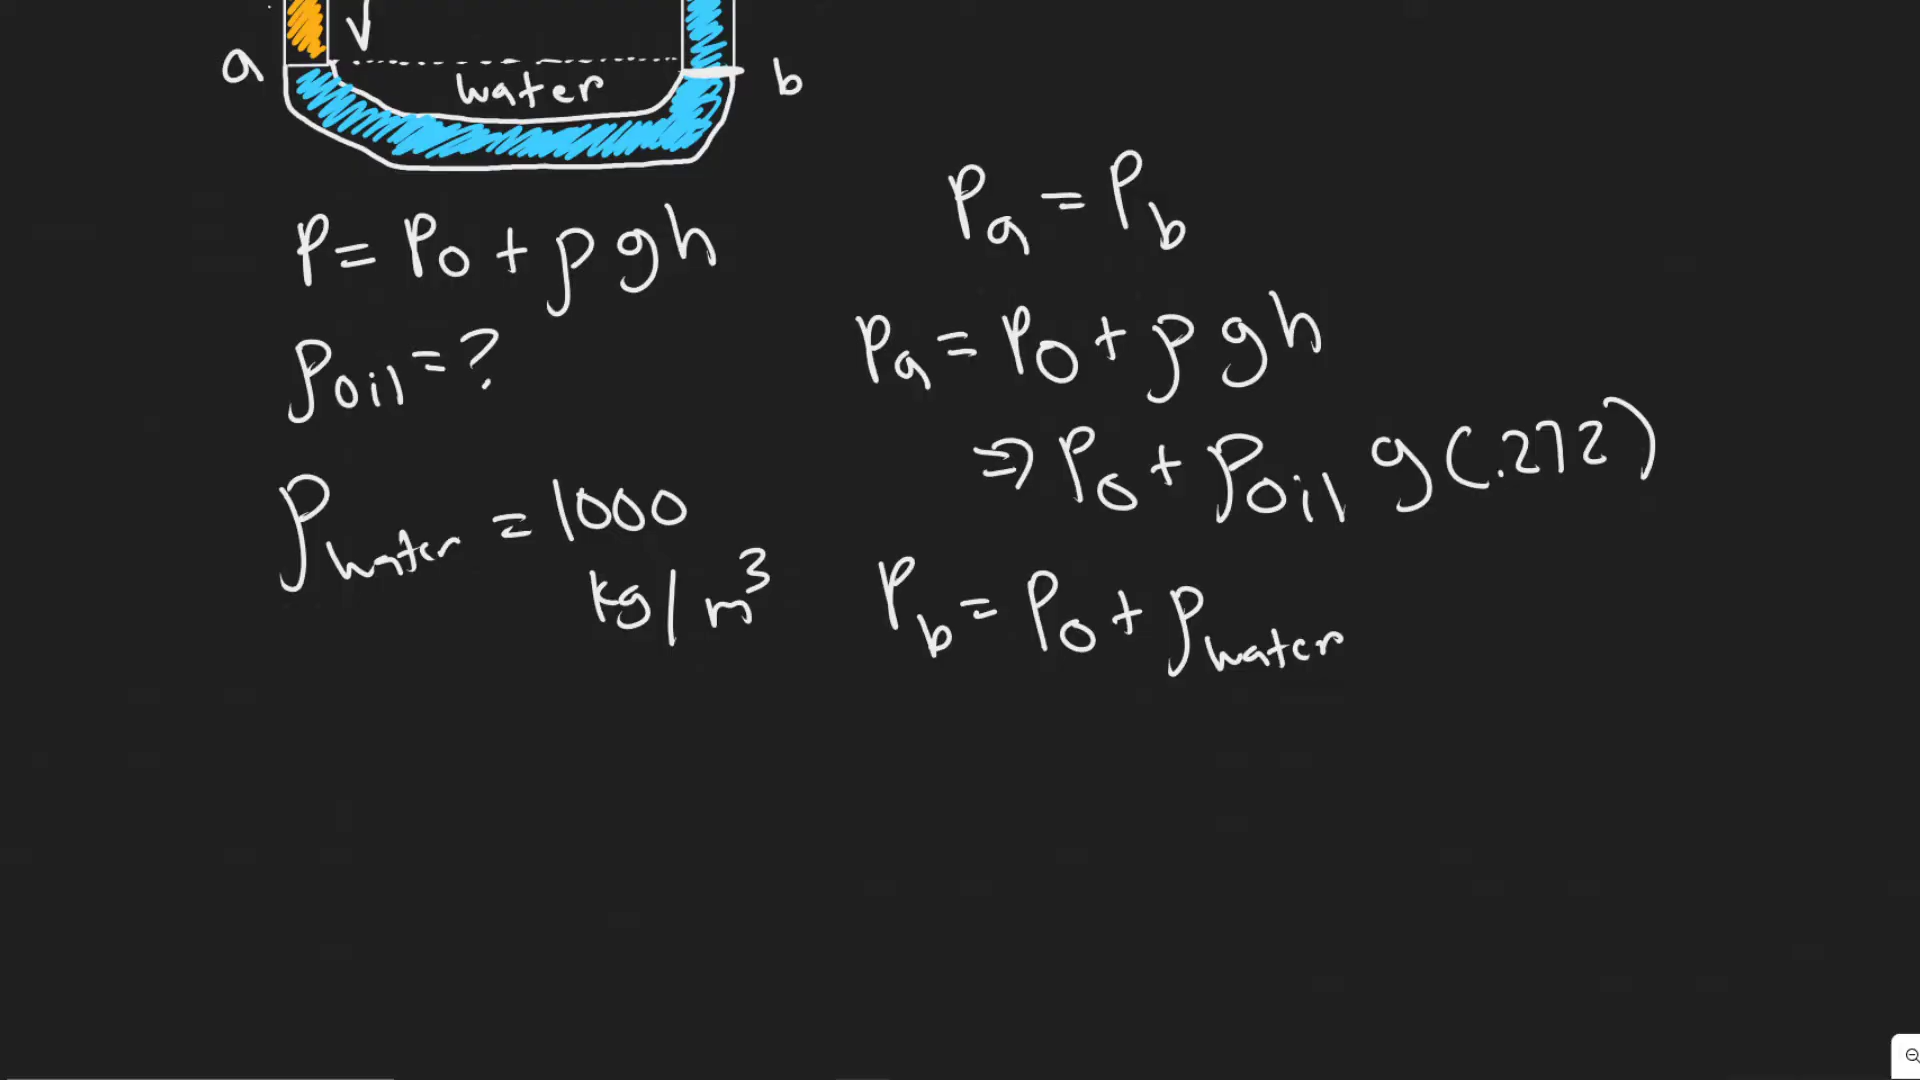 a
water
b
P = P₀ + ρgh
ρoil = ?
ρwater = 1000
kg/m³
Pa = Pb
Pa = P₀ + ρgh
⇒ P₀ + ρoil g(.272)
Pb = P₀ + ρwater